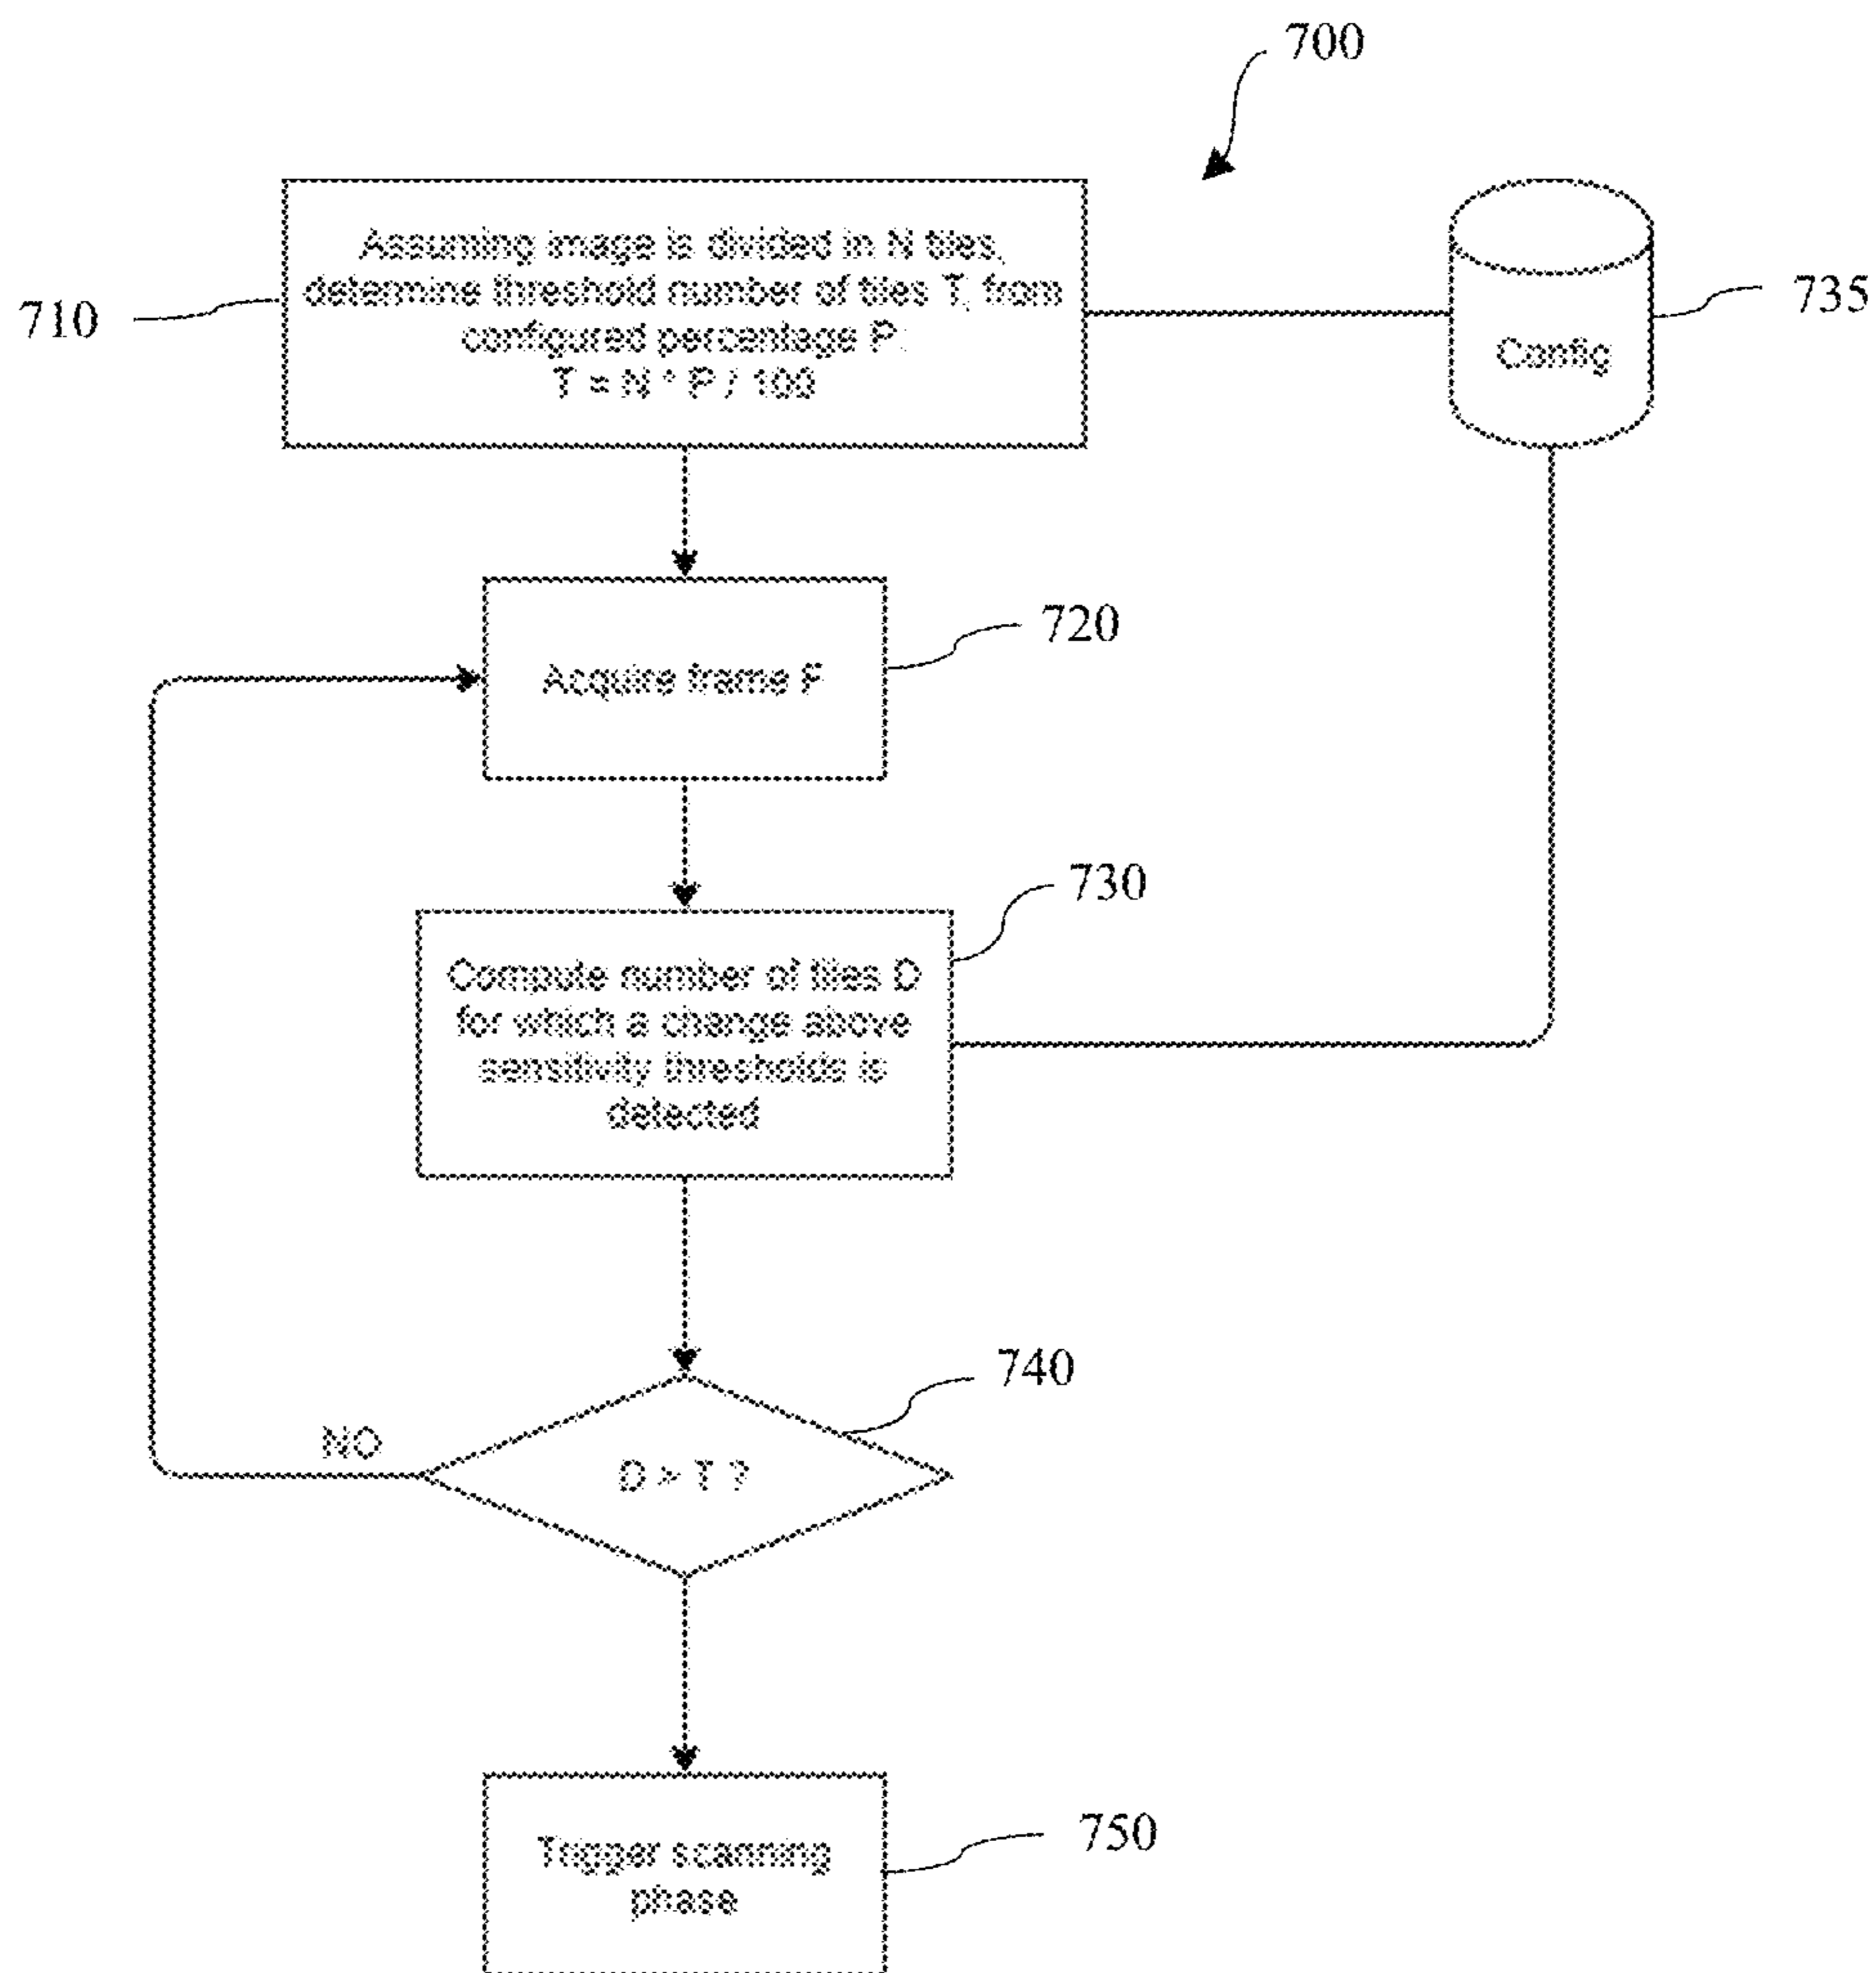 700
Assuming image is divided in N tiles,
determine threshold number of tiles T, from
configured percentage P:
T = N * P / 100
710
Config
735
Acquire frame F
720
730
Compute number of tiles D
for which a change above
sensitivity thresholds is
detected
740
NO
D > T ?
Trigger scanning
phase
750